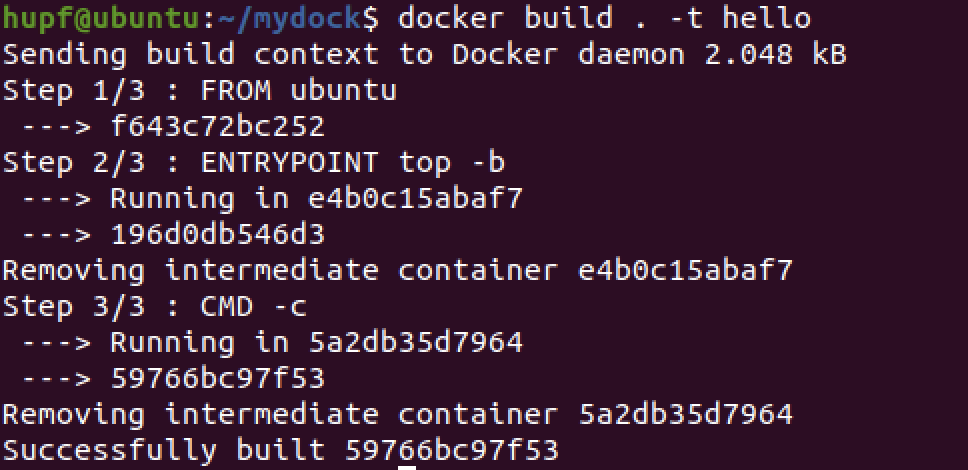 hupf@ubuntu:~/mydock$ docker build . -t hello
Sending build context to Docker daemon 2.048 kB
Step 1/3 : FROM ubuntu
 ---> f643c72bc252
Step 2/3 : ENTRYPOINT top -b
 ---> Running in e4b0c15abaf7
 ---> 196d0db546d3
Removing intermediate container e4b0c15abaf7
Step 3/3 : CMD -c
 ---> Running in 5a2db35d7964
 ---> 59766bc97f53
Removing intermediate container 5a2db35d7964
Successfully built 59766bc97f53